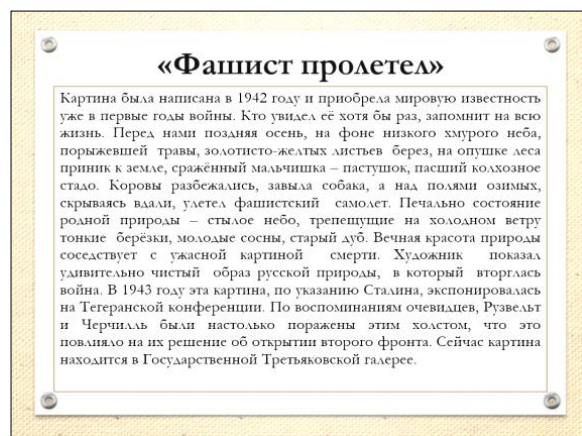 «Фашист пролетел»
Картина была написана в 1942 году и приобрела мировую известность
уже в первые годы войны. Кто увидел её хотя бы раз, запомнит на всю
жизнь. Перед нами поздняя осень, на фоне низкого хмурого неба,
порыжевшей травы, золотисто-желтых листьев берез, на опушке леса
приник к земле, сражённый мальчишка – пастушок, пасший колхозное
стадо. Коровы разбежались, завыла собака, а над полями озимых,
скрываясь вдали, улетел фашистский самолет. Печально состояние
родной природы – стылое небо, трепещущие на холодном ветру
тонкие берёзки, молодые сосны, старый дуб. Вечная красота природы
соседствует с ужасной картиной смерти. Художник показал
удивительно чистый образ русской природы, в который вторглась
война. В 1943 году эта картина, по указанию Сталина, экспонировалась
на Тегеранской конференции. По воспоминаниям очевидцев, Рузвельт
и Черчилль были настолько поражены этим холстом, что это
повлияло на их решение об открытии второго фронта. Сейчас картина
находится в Государственной Третьяковской галерее.